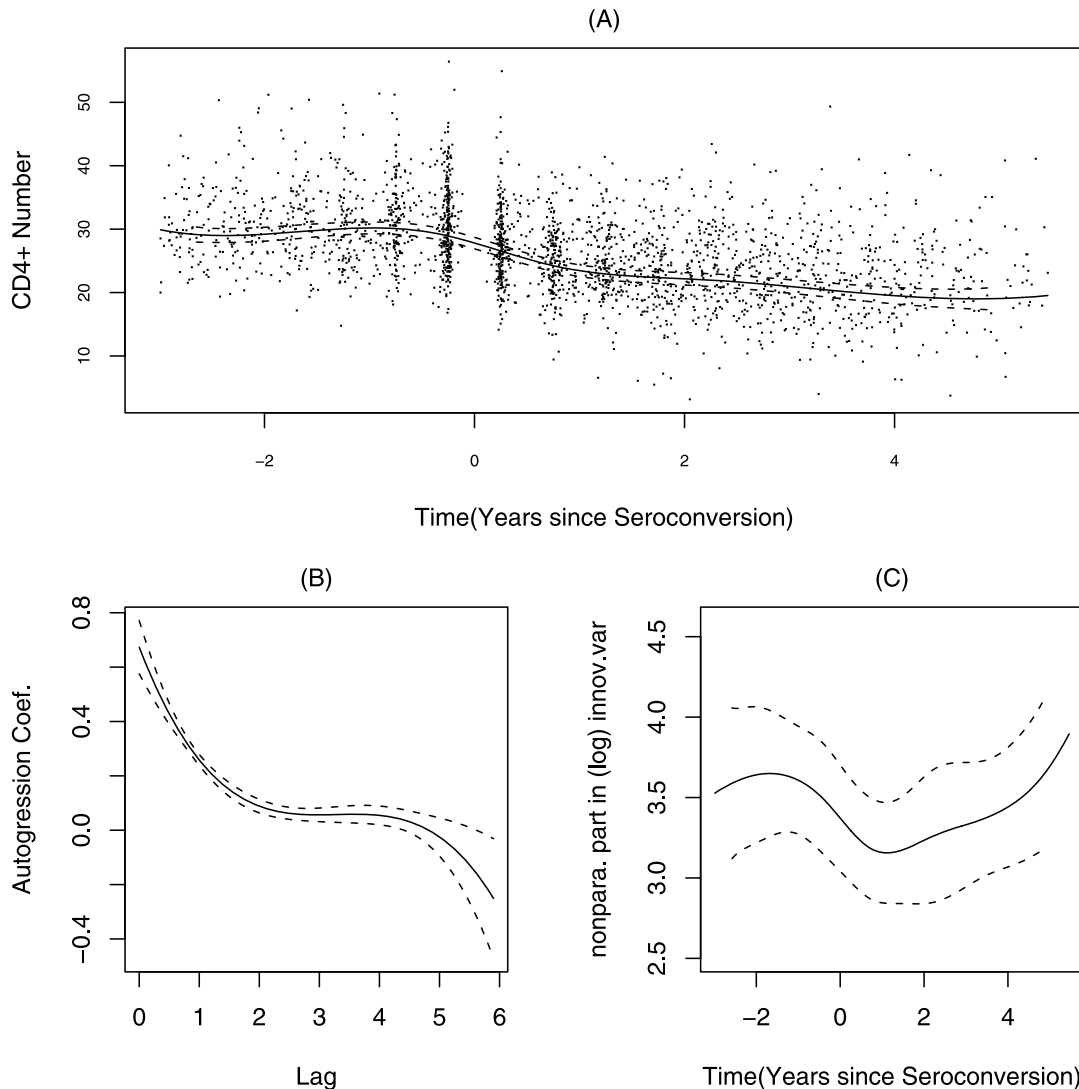 (A)
CD4+ Number
50
40
30
20
10
−2 0 2 4
Time(Years since Seroconversion)
(B)
Autogression Coef.
0.8
0.4
0.0
−0.4
0 1 2 3 4 5 6
Lag
(C)
nonpara. part in (log) innov.var
4.5
4.0
3.5
3.0
2.5
−2 0 2 4
Time(Years since Seroconversion)